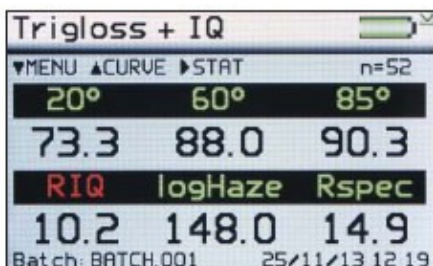 Trigloss + IQ
▼MENU ▲CURVE ▶STAT n=52
20° 60° 85°
73.3 88.0 90.3
RIQ logHaze Rspec
10.2 148.0 14.9
Batch: BATCH.001 25/11/13 12 19